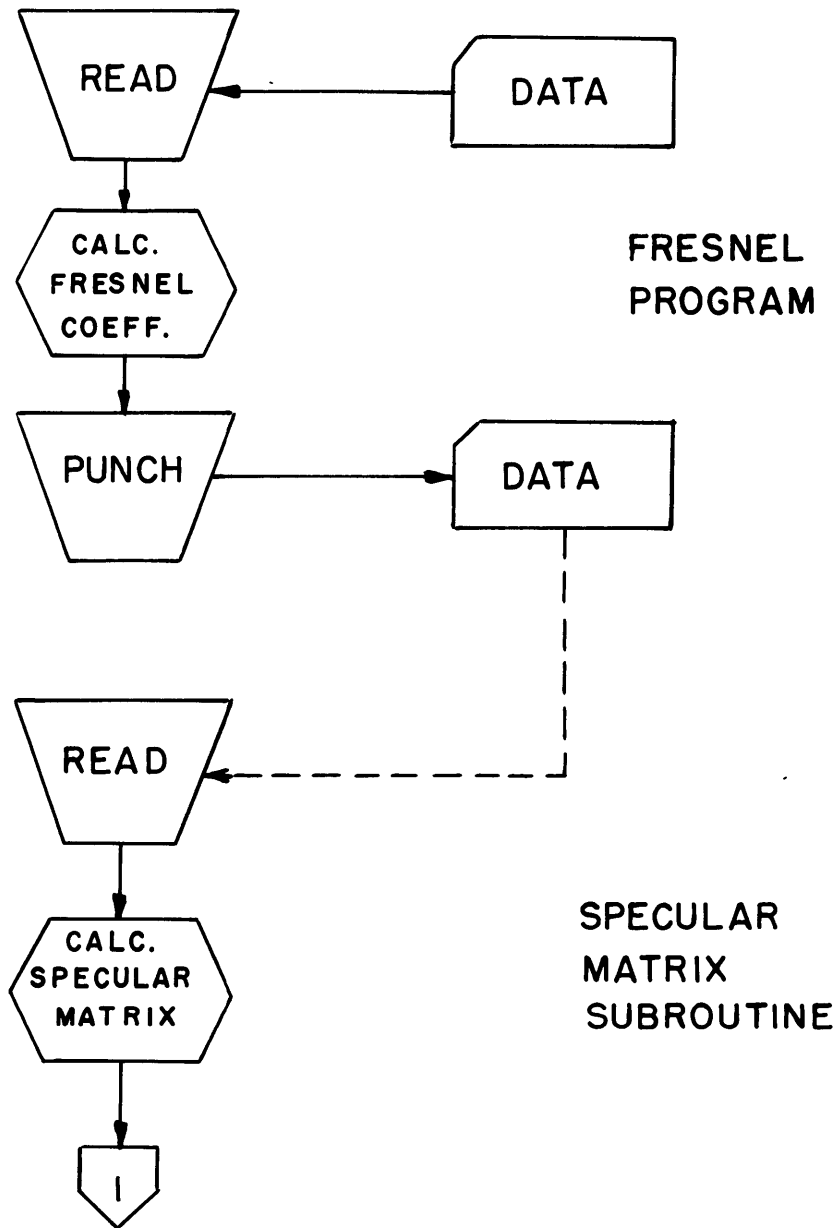 READ
DATA
CALC.
FRESNEL
COEFF.
FRESNEL
PROGRAM
PUNCH
DATA
READ
CALC.
SPECULAR
MATRIX
SPECULAR
MATRIX
SUBROUTINE
1